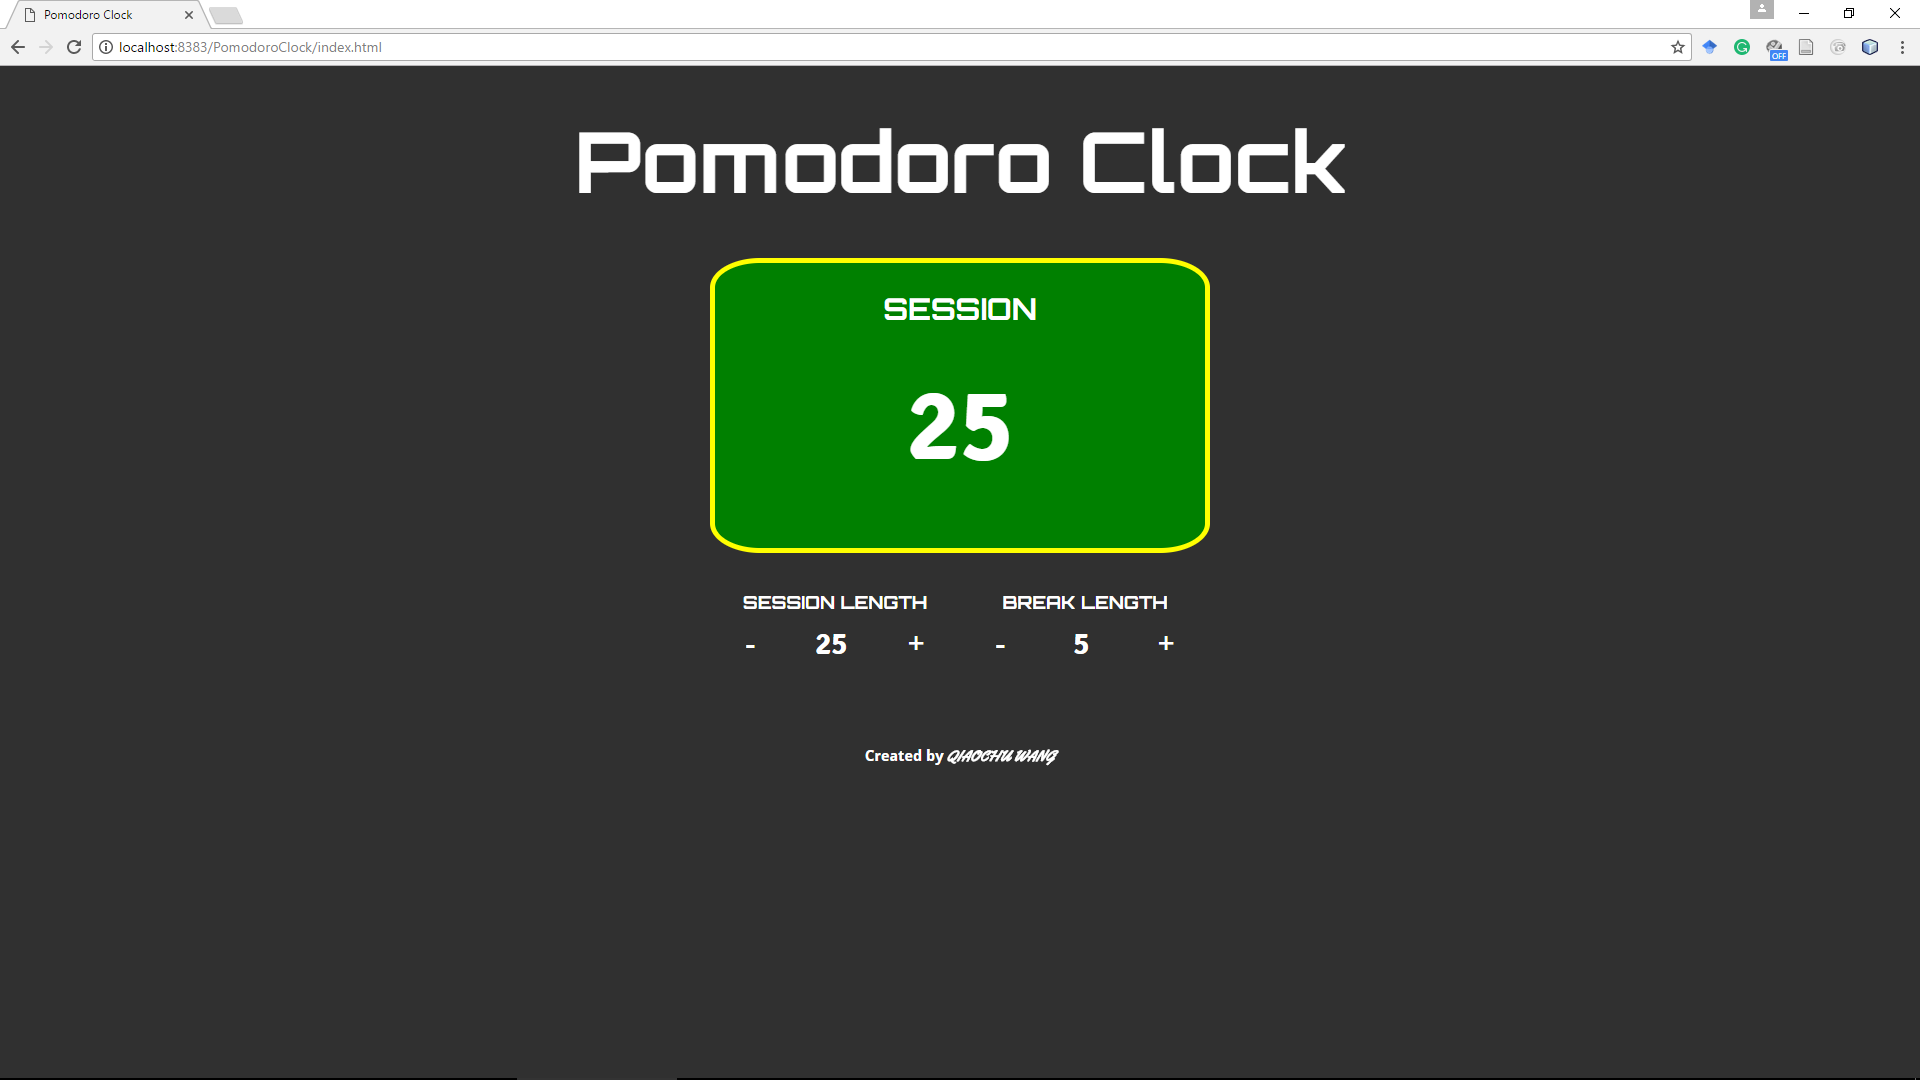 Pomodoro Clock
localhost:8383/PomodoroClock/index.html
OFF
Pomodoro Clock
SESSION
25
SESSION LENGTH BREAK LENGTH
- 25 + - 5 +
Created by QIAOCHU WANG